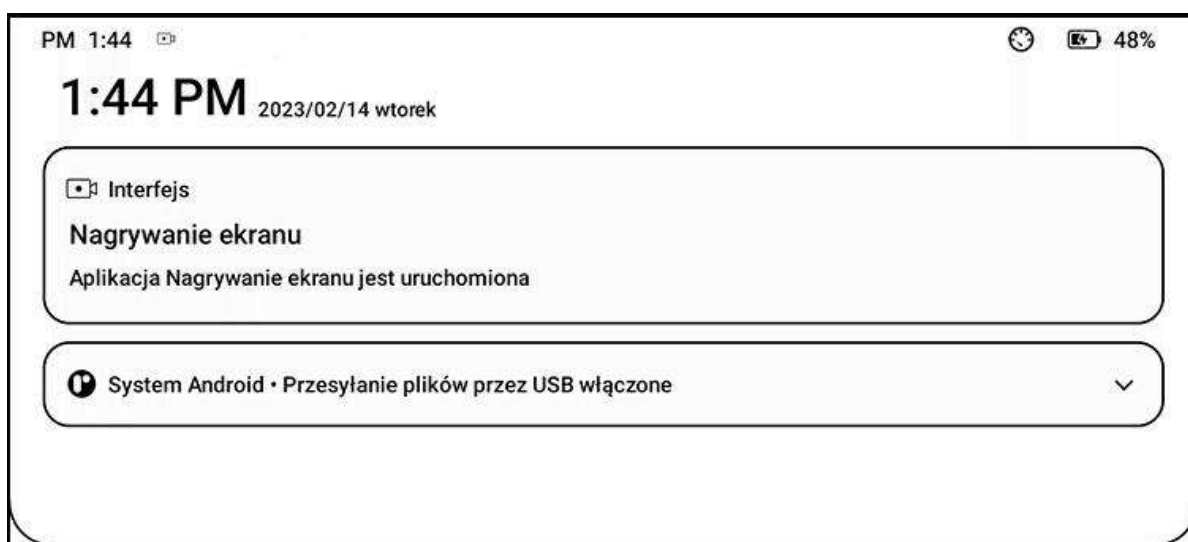 PM 1:44 48%
1:44 PM 2023/02/14 wtorek
Interfejs
Nagrywanie ekranu
Aplikacja Nagrywanie ekranu jest uruchomiona
System Android • Przesyłanie plików przez USB włączone